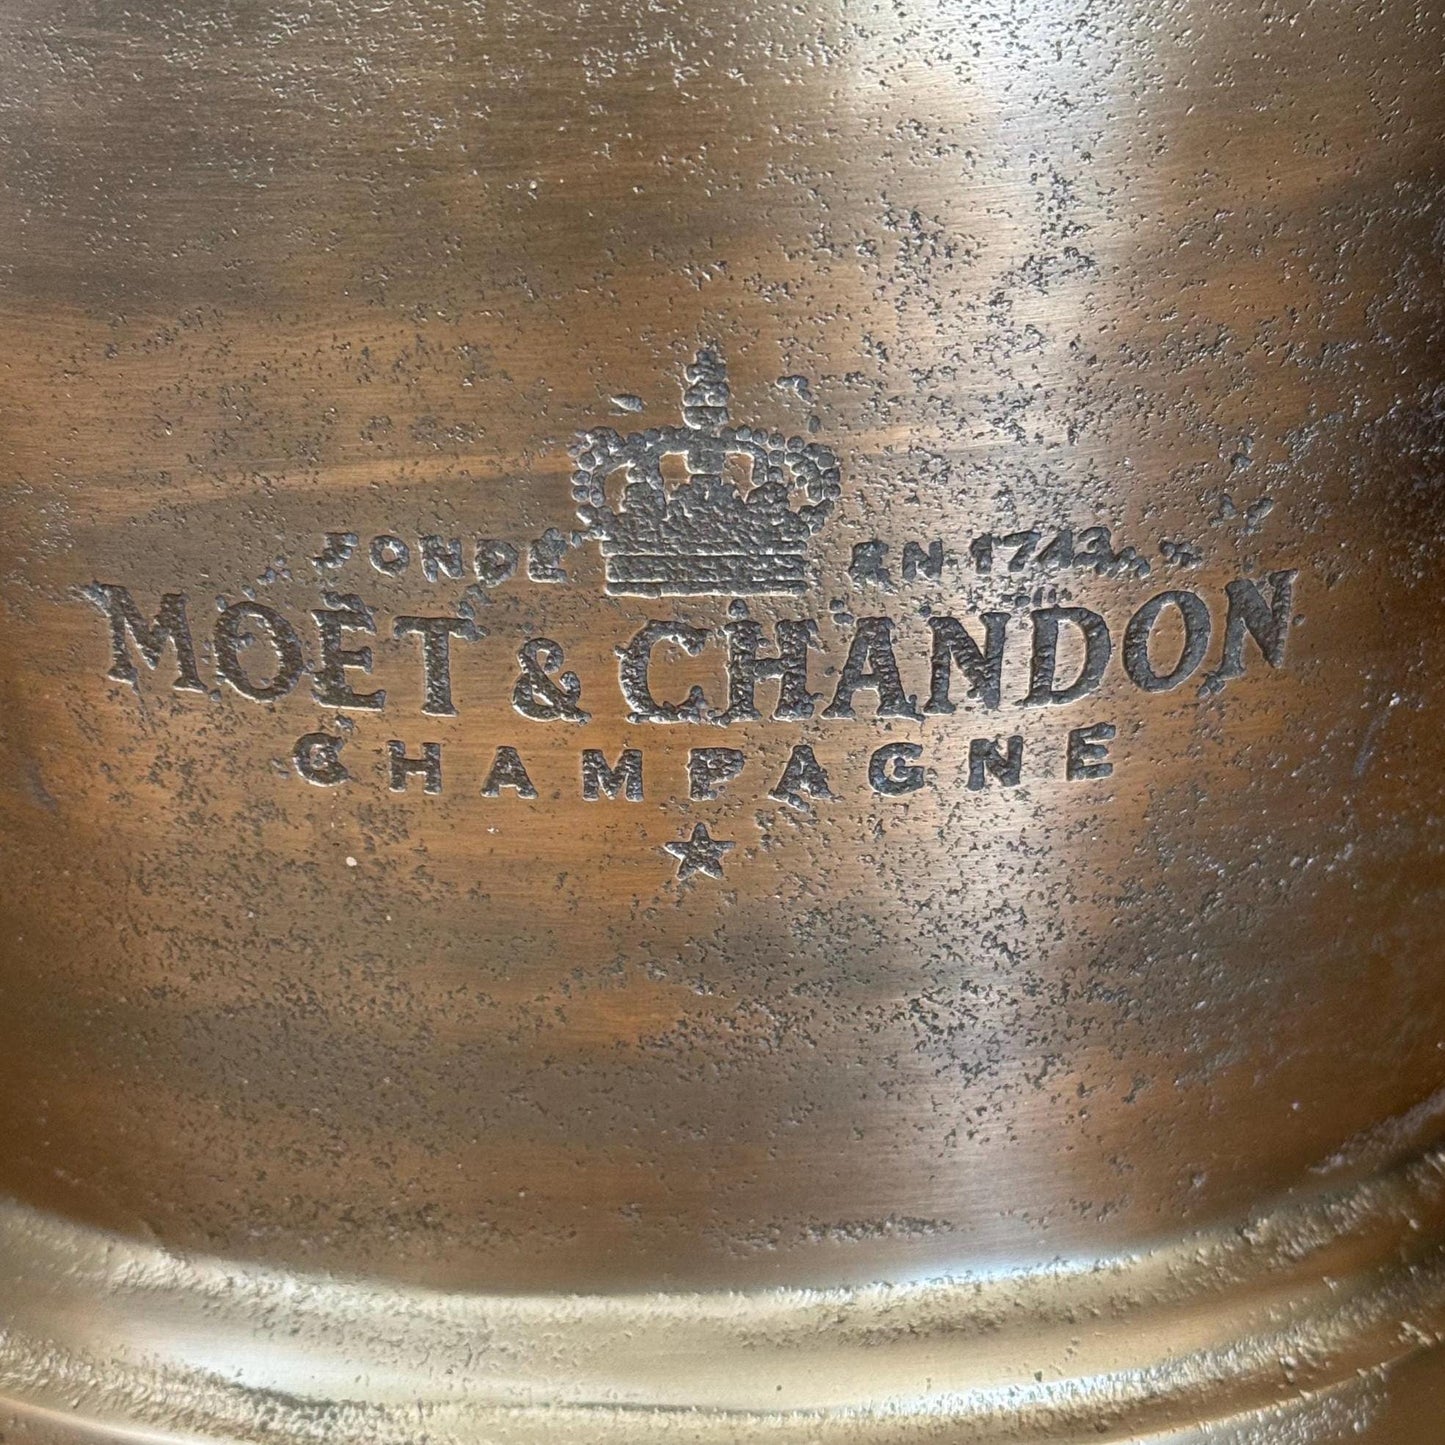 FONDÉ EN 1743
MOËT & CHANDON
CHAMPAGNE